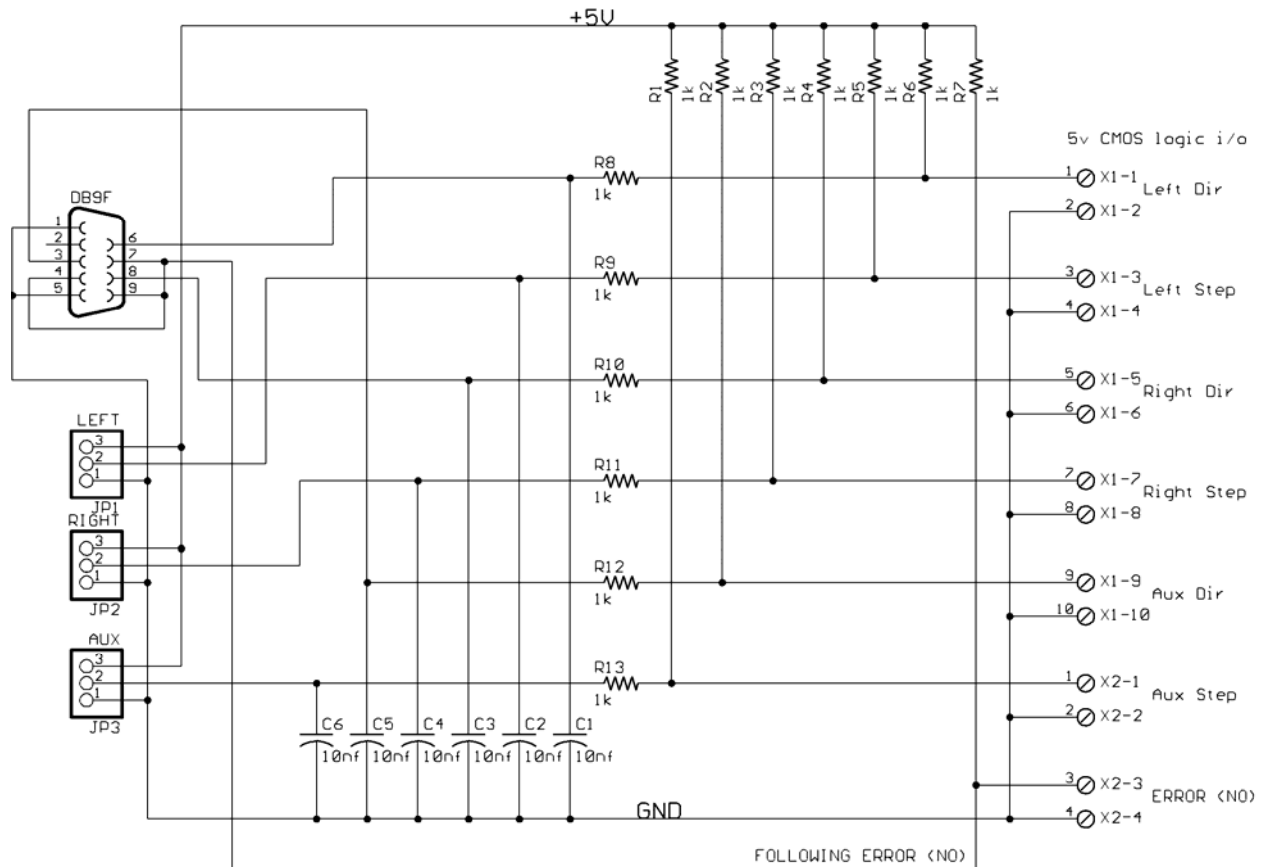 +5V
R1 1k
R2 1k
R3 1k
R4 1k
R5 1k
R6 1k
R7 1k
5v CMOS logic i/o
DB9F
1
2
3
4
5
6
7
8
9
R8
1k
1 X1-1
Left Dir
2 X1-2
R9
1k
3 X1-3
Left Step
4 X1-4
R10
1k
5 X1-5
Right Dir
6 X1-6
LEFT
3
2
1
JP1
R11
1k
7 X1-7
Right Step
8 X1-8
RIGHT
3
2
1
JP2
R12
1k
9 X1-9
Aux Dir
10 X1-10
AUX
3
2
1
JP3
R13
1k
1 X2-1
Aux Step
2 X2-2
C6
10nf
C5
10nf
C4
10nf
C3
10nf
C2
10nf
C1
10nf
3 X2-3
ERROR (NO)
4 X2-4
GND
FOLLOWING ERROR (NO)